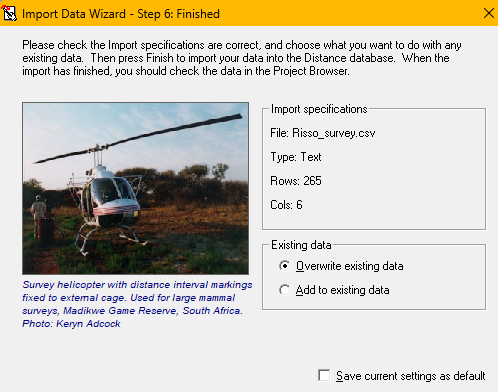 Import Data Wizard - Step 6: Finished
Please check the Import specifications are correct, and choose what you want to do with any
existing data.  Then press Finish to import your data into the Distance database.  When the
import has finished, you should check the data in the Project Browser.
Survey helicopter with distance interval markings
fixed to external cage. Used for large mammal
surveys, Madikwe Game Reserve, South Africa.
Photo: Keryn Adcock
Import specifications
File: Risso_survey.csv
Type: Text
Rows: 265
Cols: 6
Existing data
Overwrite existing data
Add to existing data
Save current settings as default